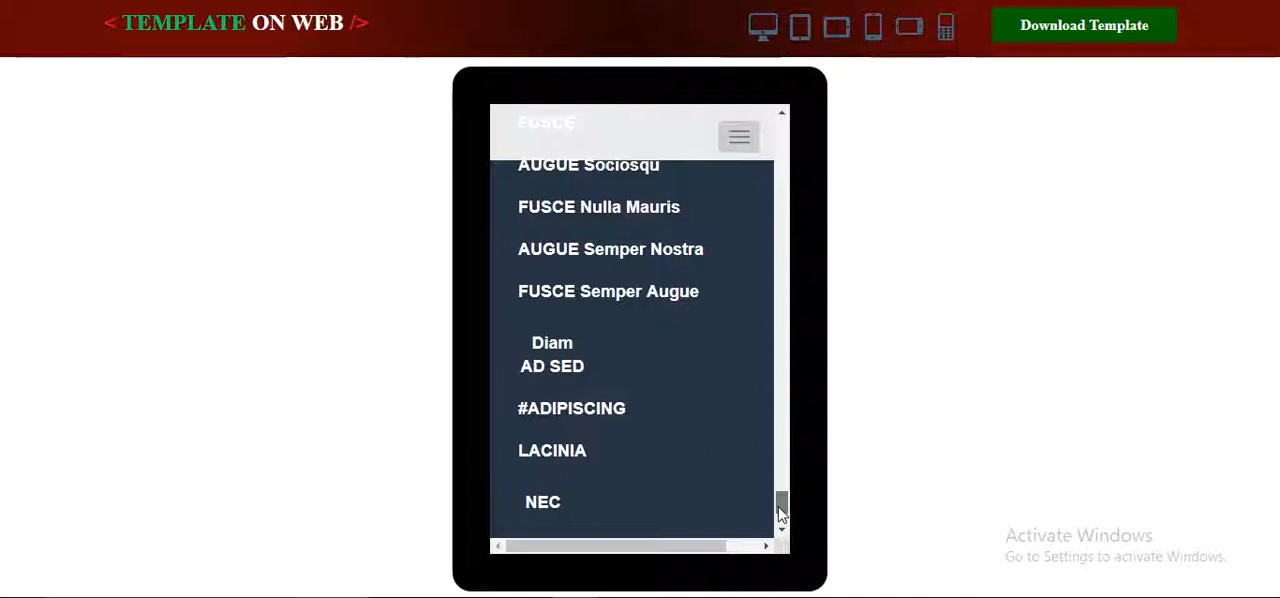 < TEMPLATE ON WEB />
Download Template
FUSCE
AUGUE Sociosqu
FUSCE Nulla Mauris
AUGUE Semper Nostra
FUSCE Semper Augue
Diam
AD SED
#ADIPISCING
LACINIA
NEC
Activate Windows
Go to Settings to activate Windows.